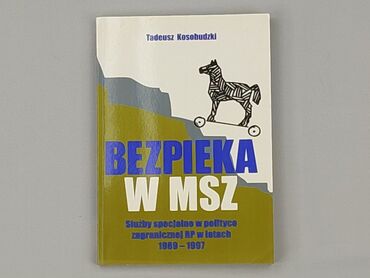 Tadeusz Kosobudzki
BEZPIEKA
W MSZ
Służby specjalne w polityce
zagranicznej RP w latach
1989 – 1997